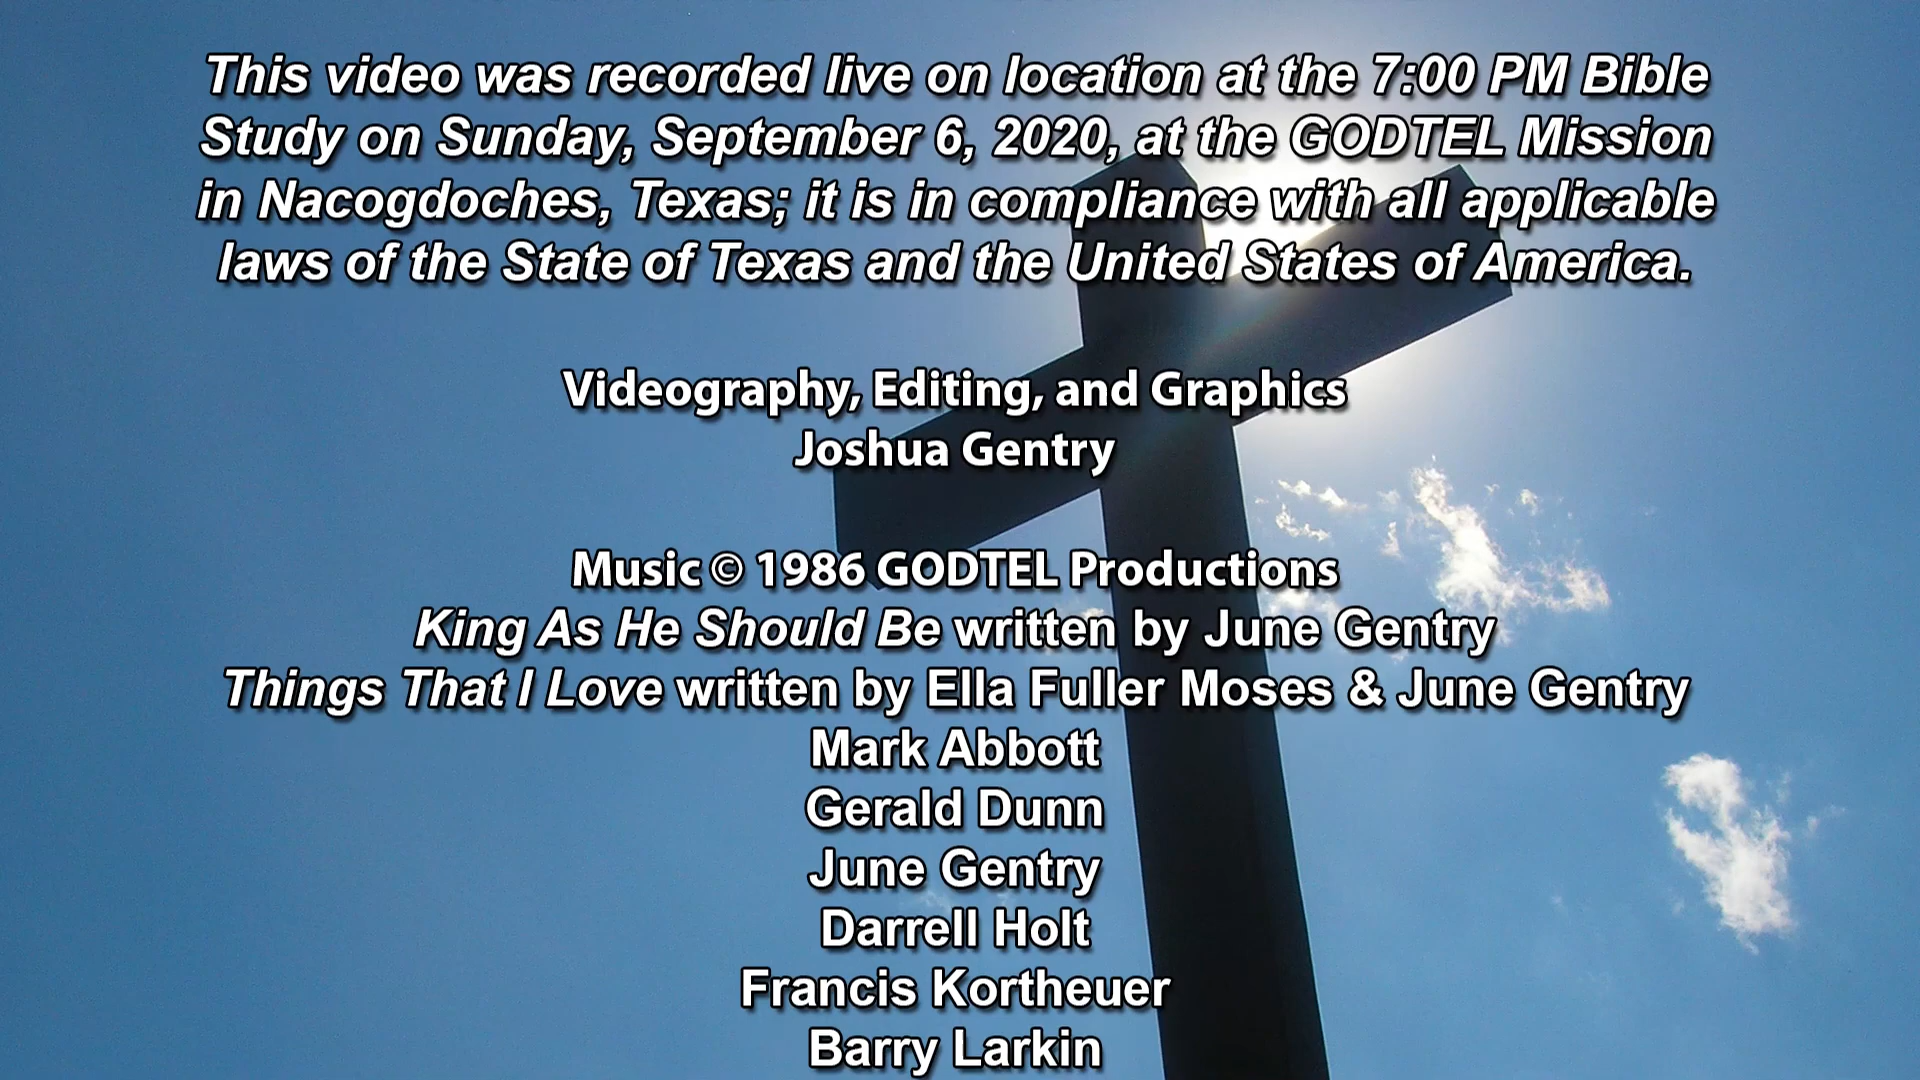 This video was recorded live on location at the 7:00 PM Bible
Study on Sunday, September 6, 2020, at the GODTEL Mission
in Nacogdoches, Texas; it is in compliance with all applicable
laws of the State of Texas and the United States of America.
Videography, Editing, and Graphics
Joshua Gentry
Music © 1986 GODTEL Productions
King As He Should Be written by June Gentry
Things That I Love written by Ella Fuller Moses & June Gentry
Mark Abbott
Gerald Dunn
June Gentry
Darrell Holt
Francis Kortheuer
Barry Larkin